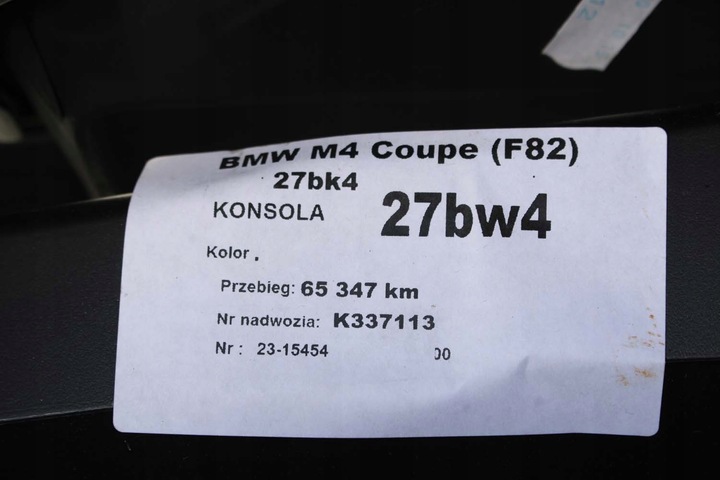 BMW M4 Coupe (F82)
27bk4
KONSOLA 27bw4
Kolor .
Przebieg: 65 347 km
Nr nadwozia: K337113
Nr : 23-15454 00